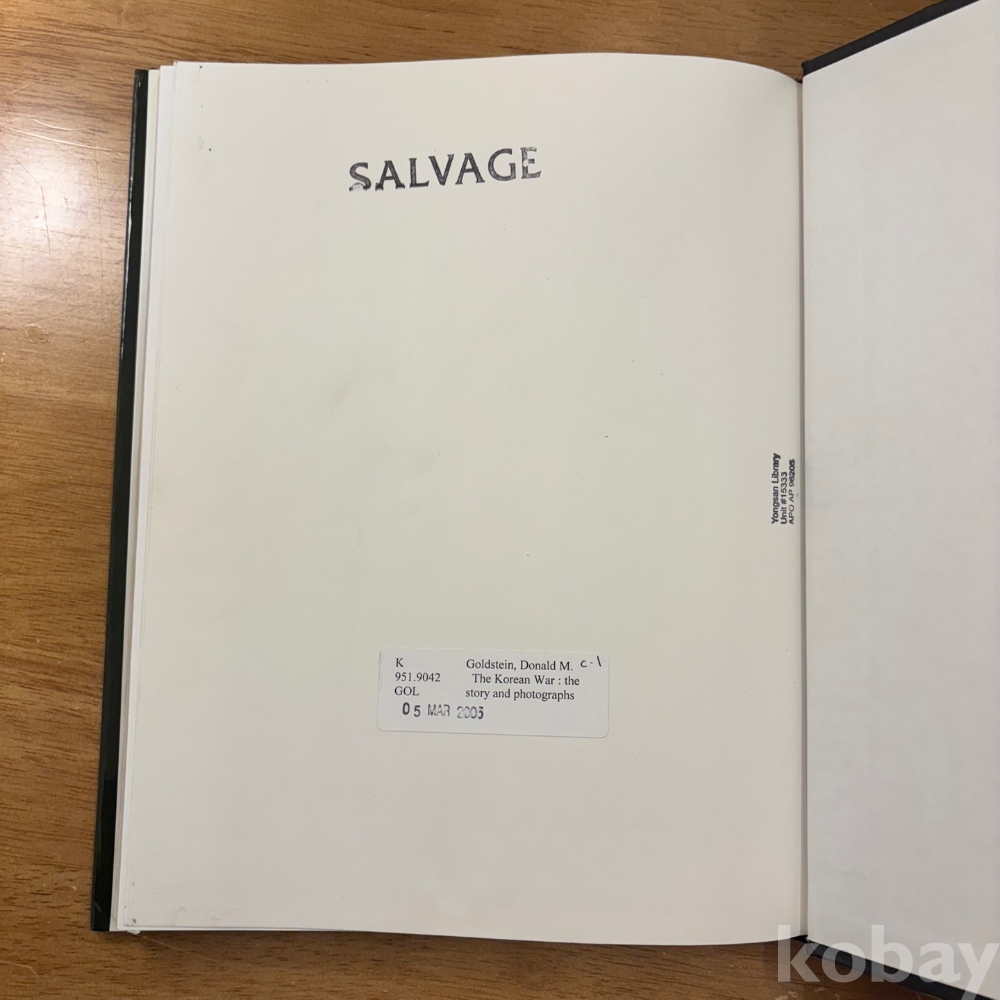 SALVAGE
Yongsan Library
Unit #15333
APO AP 96205
K Goldstein, Donald M. c.1
951.9042 The Korean War : the
GOL story and photographs
05 MAR 2005
kobay